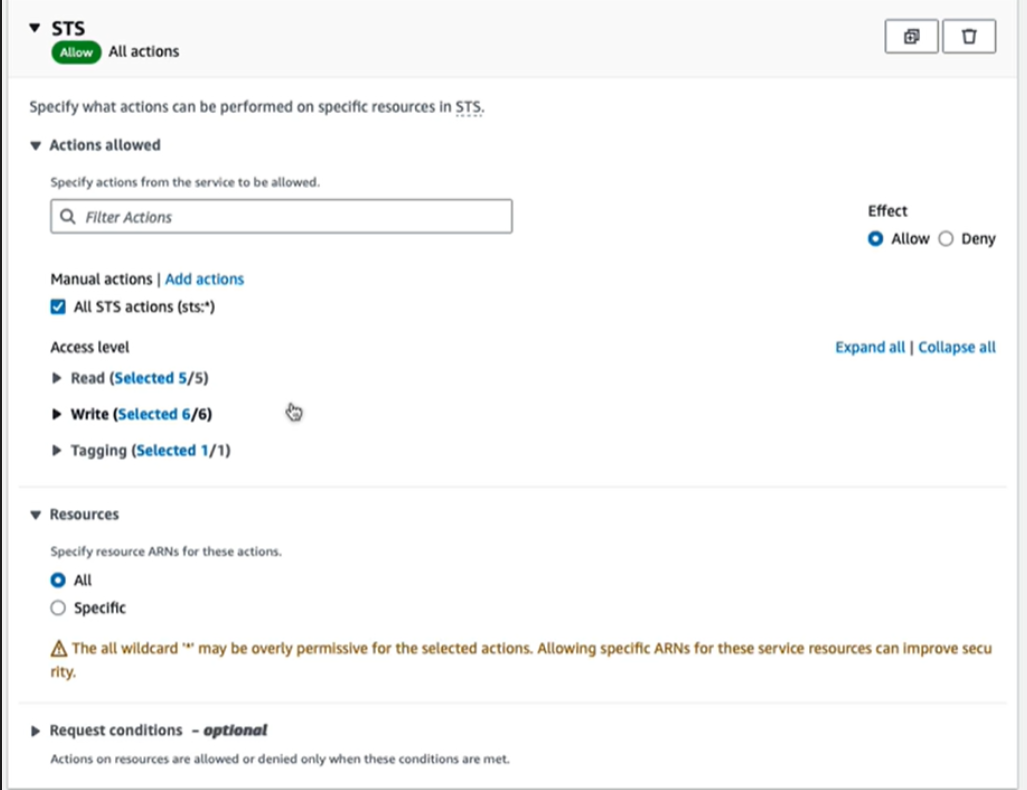 STS
Allow All actions
Specify what actions can be performed on specific resources in STS.
Actions allowed
Specify actions from the service to be allowed.
Filter Actions
Effect
Allow Deny
Manual actions | Add actions
All STS actions (sts:*)
Access level
Expand all | Collapse all
Read (Selected 5/5)
Write (Selected 6/6)
Tagging (Selected 1/1)
Resources
Specify resource ARNs for these actions.
All
Specific
The all wildcard '*' may be overly permissive for the selected actions. Allowing specific ARNs for these service resources can improve secu
rity.
Request conditions - optional
Actions on resources are allowed or denied only when these conditions are met.